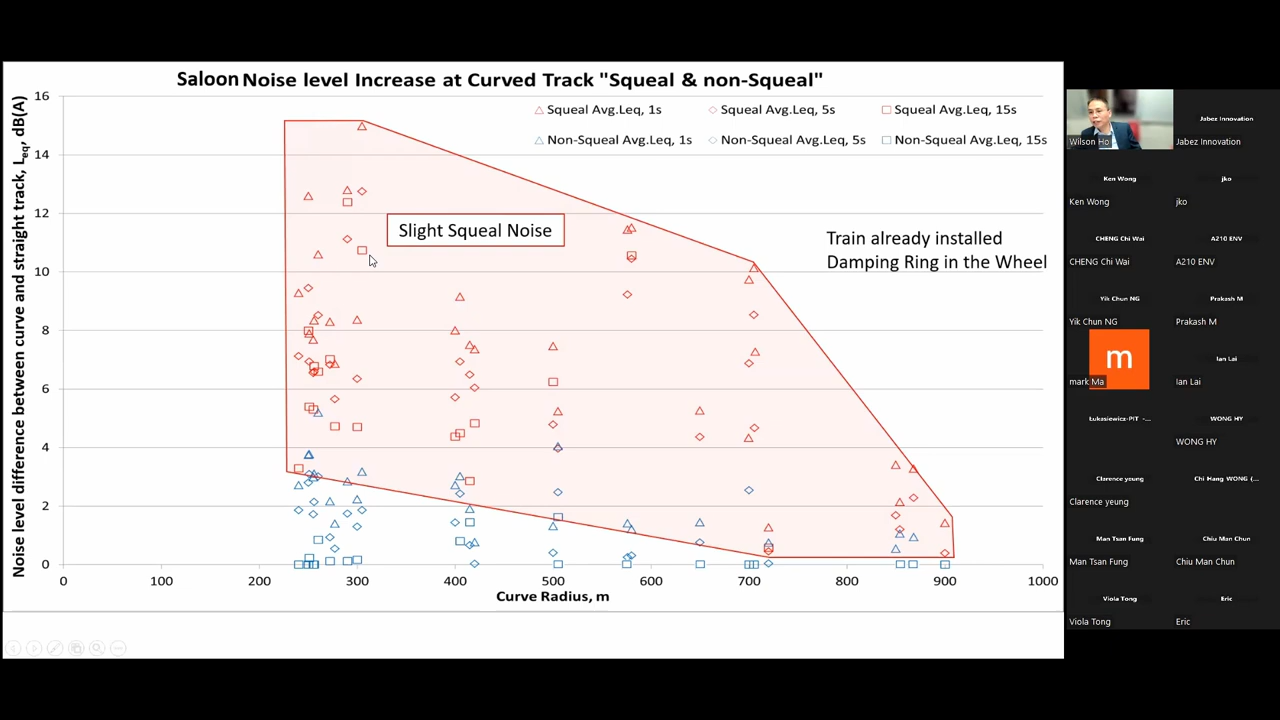 Saloon Noise level Increase at Curved Track "Squeal & non-Squeal"
Noise level difference between curve and straight track, Leq, dB(A)
16
14
12
10
8
6
4
2
0
Squeal Avg.Leq, 1s
Squeal Avg.Leq, 5s
Squeal Avg.Leq, 15s
Non-Squeal Avg.Leq, 1s
Non-Squeal Avg.Leq, 5s
Non-Squeal Avg.Leq, 15s
Slight Squeal Noise
Train already installed
Damping Ring in the Wheel
0 100 200 300 400 500 600 700 800 900 1000
Curve Radius, m
Wilson Ho
Jabez Innovation
Jabez Innovation
Ken Wong
Ken Wong
jko
jko
CHENG Chi Wai
CHENG Chi Wai
A210 ENV
A210 ENV
Yik Chun NG
Yik Chun NG
Prakash M
Prakash M
m
mark Ma
Ian Lai
Ian Lai
Łukasiewicz-PIT -...
WONG HY
WONG HY
Clarence yeung
Clarence yeung
Chi Hang WONG (...
Man Tsan Fung
Man Tsan Fung
Chiu Man Chun
Chiu Man Chun
Viola Tong
Viola Tong
Eric
Eric